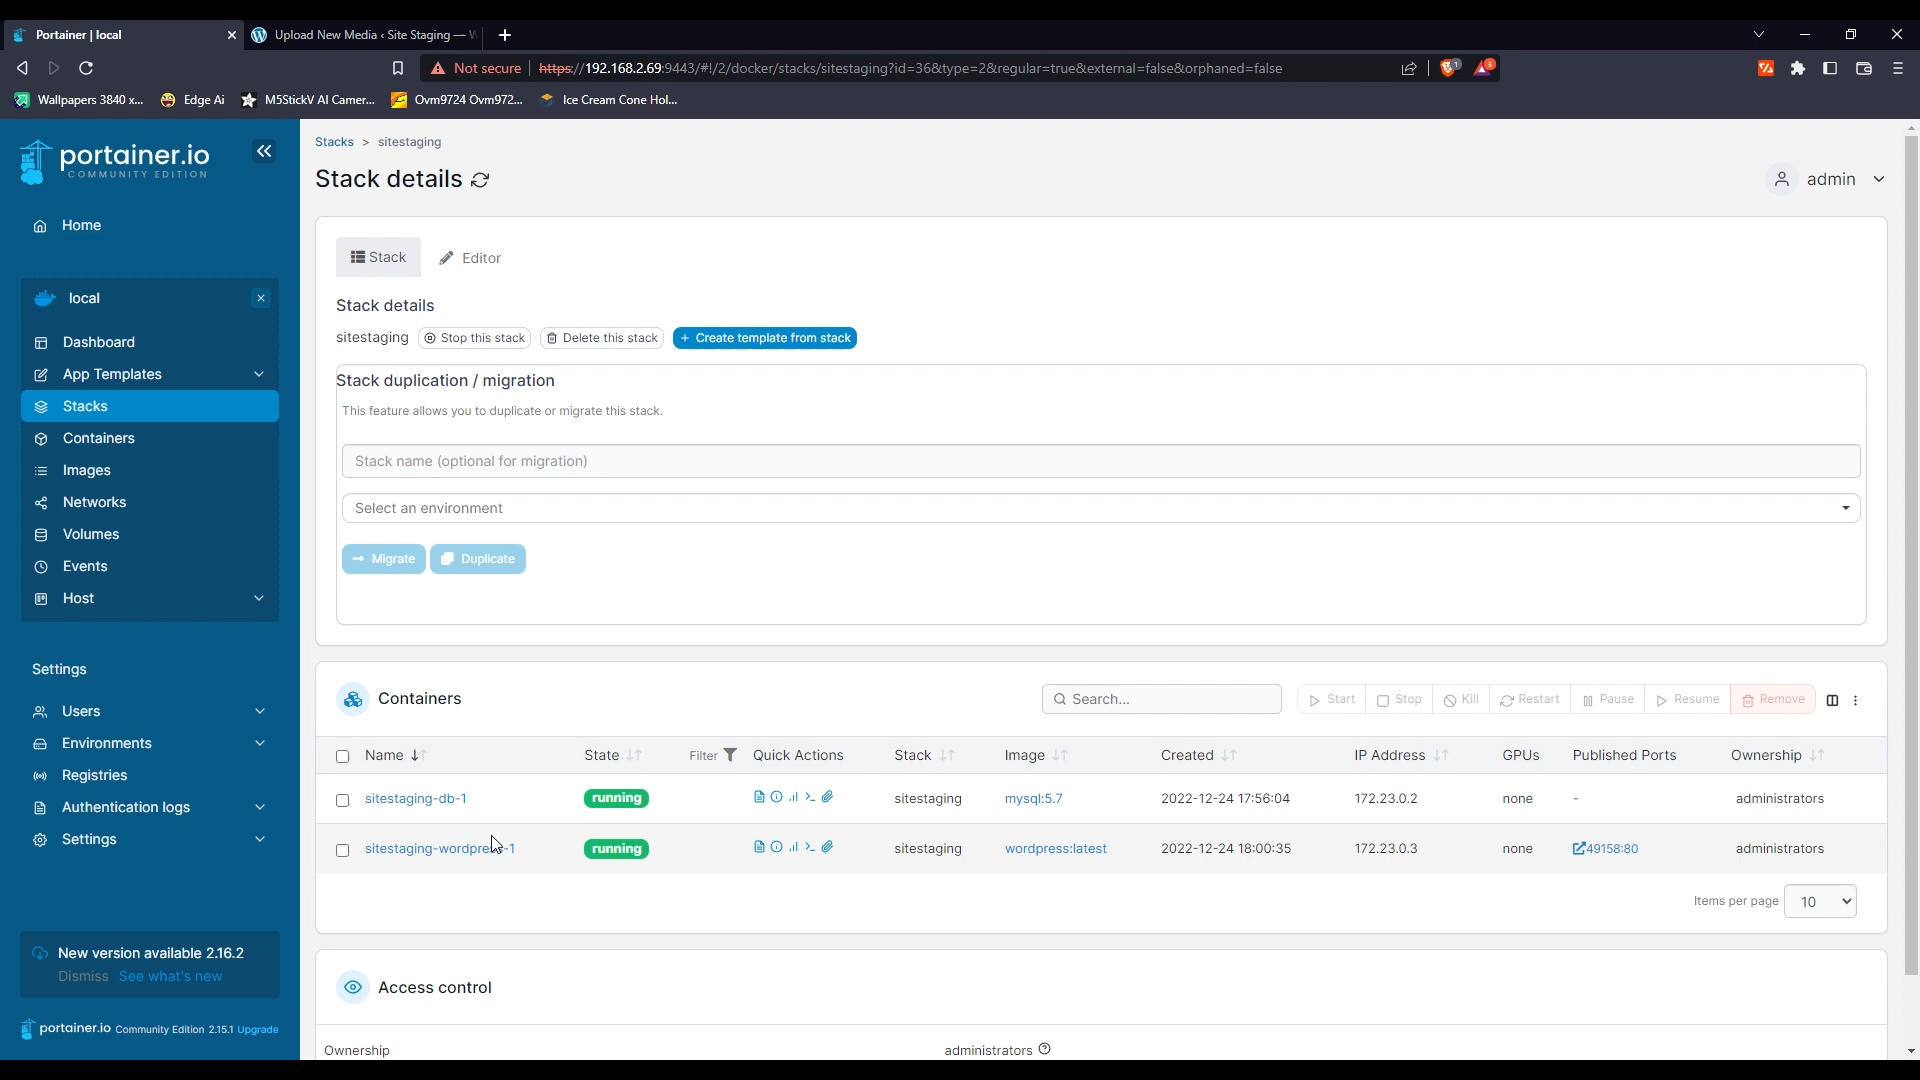 Portainer | local
Upload New Media ‹ Site Staging — W
Not secure
https://192.168.2.69:9443/#!/2/docker/stacks/sitestaging?id=36&type=2&regular=true&external=false&orphaned=false
1
3
Wallpapers 3840 x...
Edge Ai
M5StickV AI Camer...
Ovm9724 Ovm972...
Ice Cream Cone Hol...
portainer.io
COMMUNITY EDITION
Home
local
Dashboard
App Templates
Stacks
Containers
Images
Networks
Volumes
Events
Host
Settings
Users
Environments
Registries
Authentication logs
Settings
New version available 2.16.2
Dismiss See what's new
portainer.io Community Edition 2.15.1 Upgrade
Stacks > sitestaging
Stack details
admin
Stack
Editor
Stack details
sitestaging Stop this stack Delete this stack + Create template from stack
Stack duplication / migration
This feature allows you to duplicate or migrate this stack.
Stack name (optional for migration)
Select an environment
Migrate Duplicate
Containers
Search...
Start Stop Kill Restart Pause Resume Remove
Name State Filter Quick Actions Stack Image Created IP Address GPUs Published Ports Ownership
sitestaging-db-1 running sitestaging mysql:5.7 2022-12-24 17:56:04 172.23.0.2 none - administrators
sitestaging-wordpress-1 running sitestaging wordpress:latest 2022-12-24 18:00:35 172.23.0.3 none 49158:80 administrators
Items per page 10
Access control
Ownership administrators